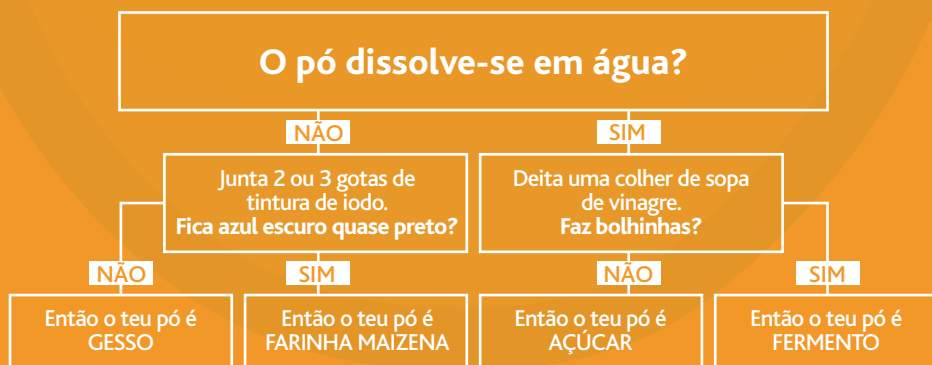 O pó dissolve-se em água?
NÃO
SIM
Junta 2 ou 3 gotas de
tintura de iodo.
Fica azul escuro quase preto?
Deita uma colher de sopa
de vinagre.
Faz bolhinhas?
NÃO
SIM
NÃO
SIM
Então o teu pó é
GESSO
Então o teu pó é
FARINHA MAIZENA
Então o teu pó é
AÇÚCAR
Então o teu pó é
FERMENTO